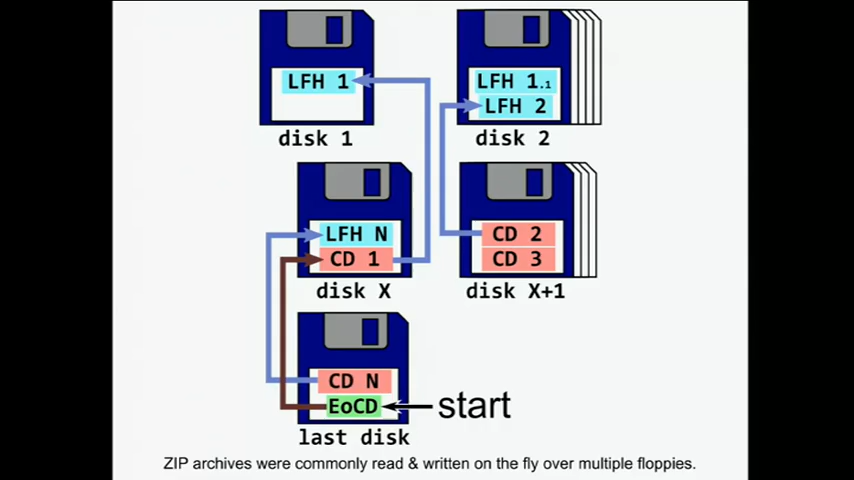 LFH 1
disk 1
LFH 1.1
LFH 2
disk 2
LFH N
CD 1
disk X
CD 2
CD 3
disk X+1
CD N
EoCD
start
last disk
ZIP archives were commonly read & written on the fly over multiple floppies.